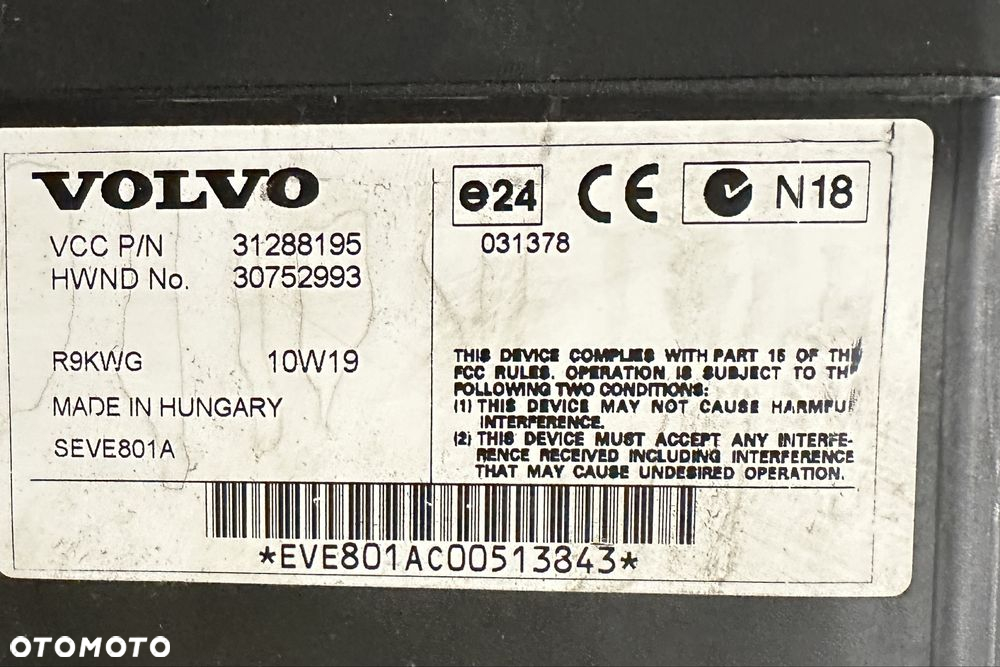 VOLVO
VCC P/N 31288195
HWND No. 30752993
R9KWG 10W19
MADE IN HUNGARY
SEVE801A
e24
031378
CE
N18
THIS DEVICE COMPLIES WITH PART 15 OF THE
FCC RULES. OPERATION IS SUBJECT TO TH
FOLLOWING TWO CONDITIONS:
(1) THIS DEVICE MAY NOT CAUSE HARMFU
INTERFERENCE.
(2) THIS DEVICE MUST ACCEPT ANY INTERFE-
RENCE RECEIVED INCLUDING INTERFERENCE
THAT MAY CAUSE UNDESIRED OPERATION.
*EVE801AC00513843*
OTOMOTO